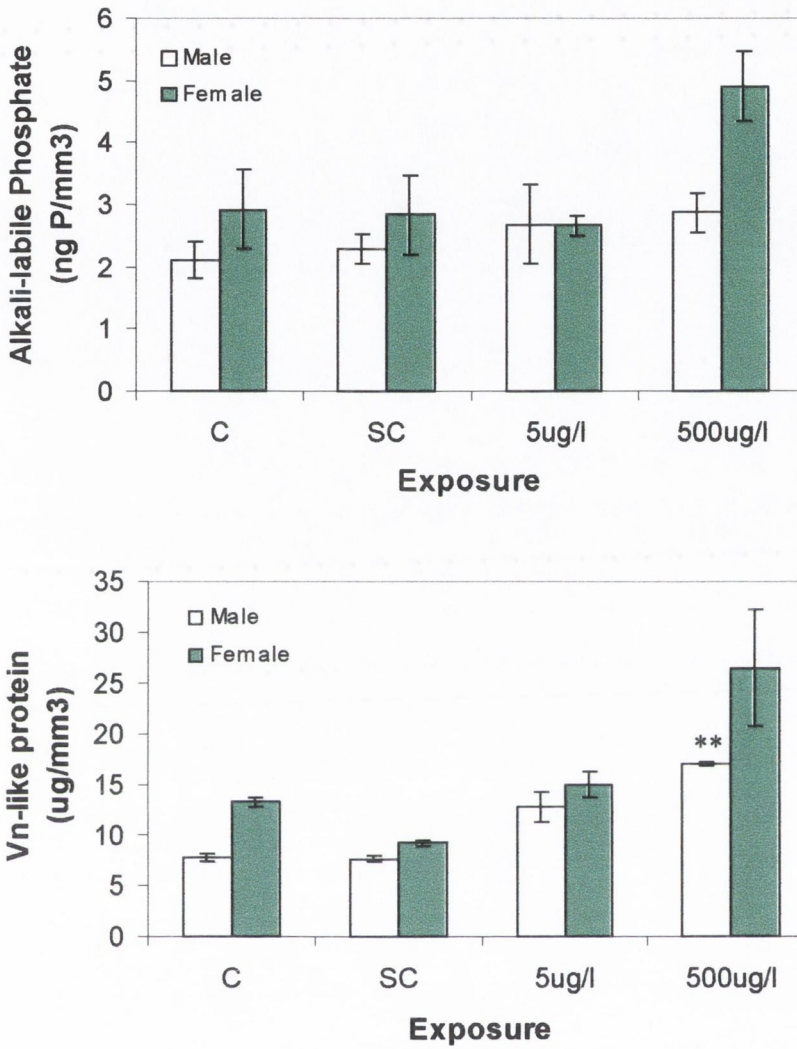 Alkali-labile Phosphate
(ng P/mm3)
6
5
4
3
2
1
0
Male
Female
C
SC
5ug/l
500ug/l
Exposure
Vn-like protein
(ug/mm3)
35
30
25
20
15
10
5
0
Male
Female
**
C
SC
5ug/l
500ug/l
Exposure